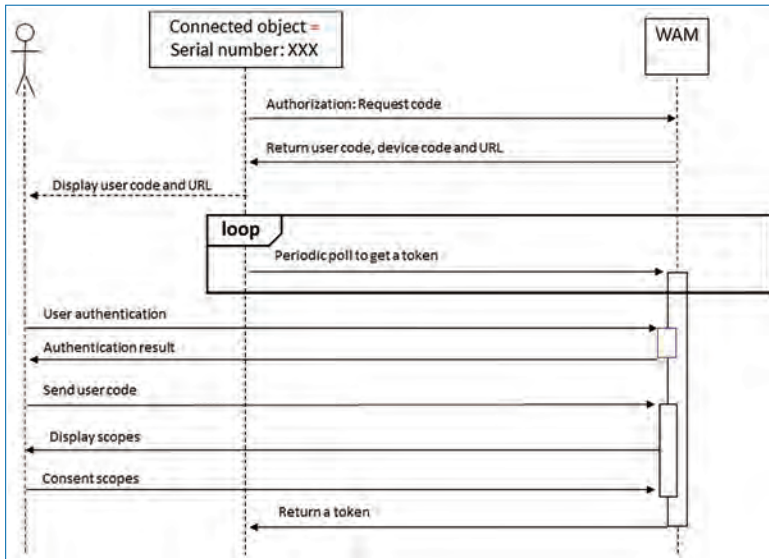 Connected object =
Serial number: XXX
WAM
Authorization: Request code
Return user code, device code and URL
Display user code and URL
loop
Periodic poll to get a token
User authentication
Authentication result
Send user code
Display scopes
Consent scopes
Return a token